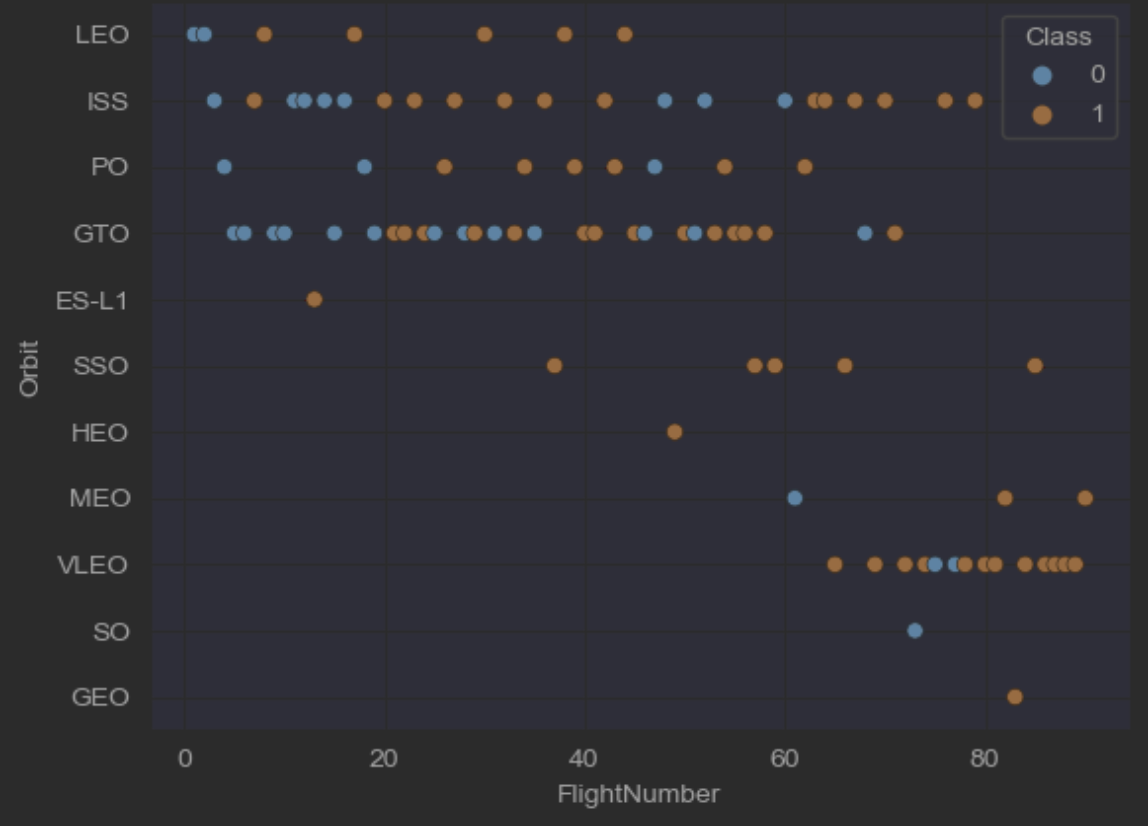 LEO
ISS
PO
GTO
ES-L1
SSO
HEO
MEO
VLEO
SO
GEO
Orbit
0 20 40 60 80
FlightNumber
Class
0
1